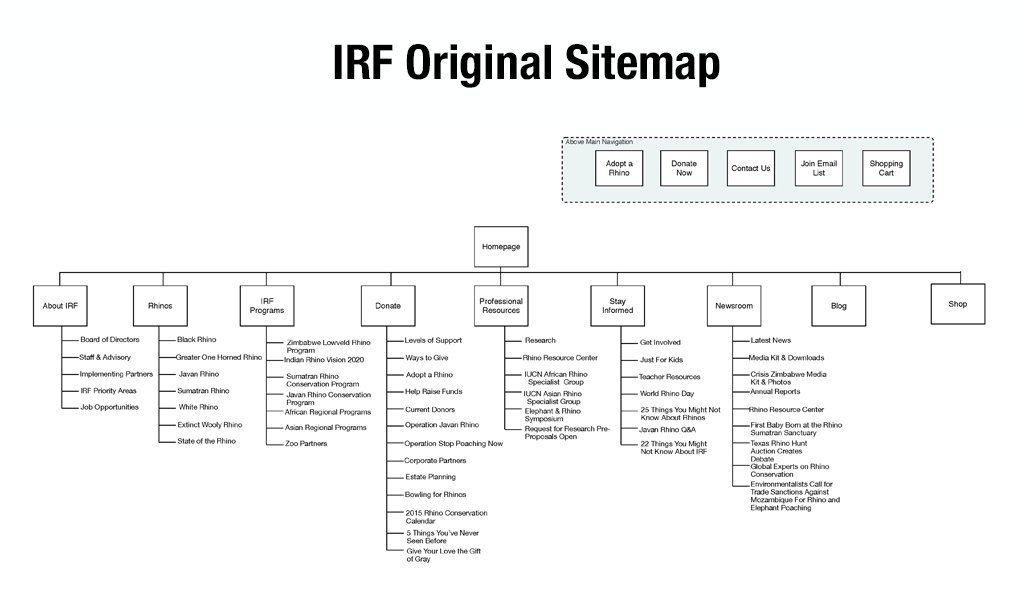 IRF Original Sitemap
Above Main Navigation
Adopt a
Rhino
Donate
Now
Contact Us
Join Email
List
Shopping
Cart
Homepage
About IRF
Board of Directors
Staff & Advisory
Implementing Partners
IRF Priority Areas
Job Opportunities
Rhinos
Black Rhino
Greater One Horned Rhino
Javan Rhino
Sumatran Rhino
White Rhino
Extinct Wooly Rhino
State of the Rhino
IRF
Programs
Zimbabwe Lowveld Rhino
Program
Indian Rhino Vision 2020
Sumatran Rhino
Conservation Program
Javan Rhino Conservation
Program
African Regional Programs
Asian Regional Programs
Zoo Partners
Donate
Levels of Support
Ways to Give
Adopt a Rhino
Help Raise Funds
Current Donors
Operation Javan Rhino
Operation Stop Poaching Now
Corporate Partners
Estate Planning
Bowling for Rhinos
2015 Rhino Conservation
Calendar
5 Things You've Never
Seen Before
Give Your Love the Gift
of Gray
Professional
Resources
Research
Rhino Resource Center
IUCN African Rhino
Specialist Group
IUCN Asian Rhino
Specialist Group
Elephant & Rhino
Symposium
Request for Research Pre-
Proposals Open
Stay
Informed
Get Involved
Just For Kids
Teacher Resources
World Rhino Day
25 Things You Might Not
Know About Rhinos
Javan Rhino Q&A
22 Things You Might
Not Know About IRF
Newsroom
Latest News
Media Kit & Downloads
Crisis Zimbabwe Media
Kit & Photos
Annual Reports
Rhino Resource Center
First Baby Born at the Rhino
Sumatran Sanctuary
Texas Rhino Hunt
Auction Creates
Debate
Global Experts on Rhino
Conservation
Environmentalists Call for
Trade Sanctions Against
Mozambique For Rhino and
Elephant Poaching
Blog
Shop